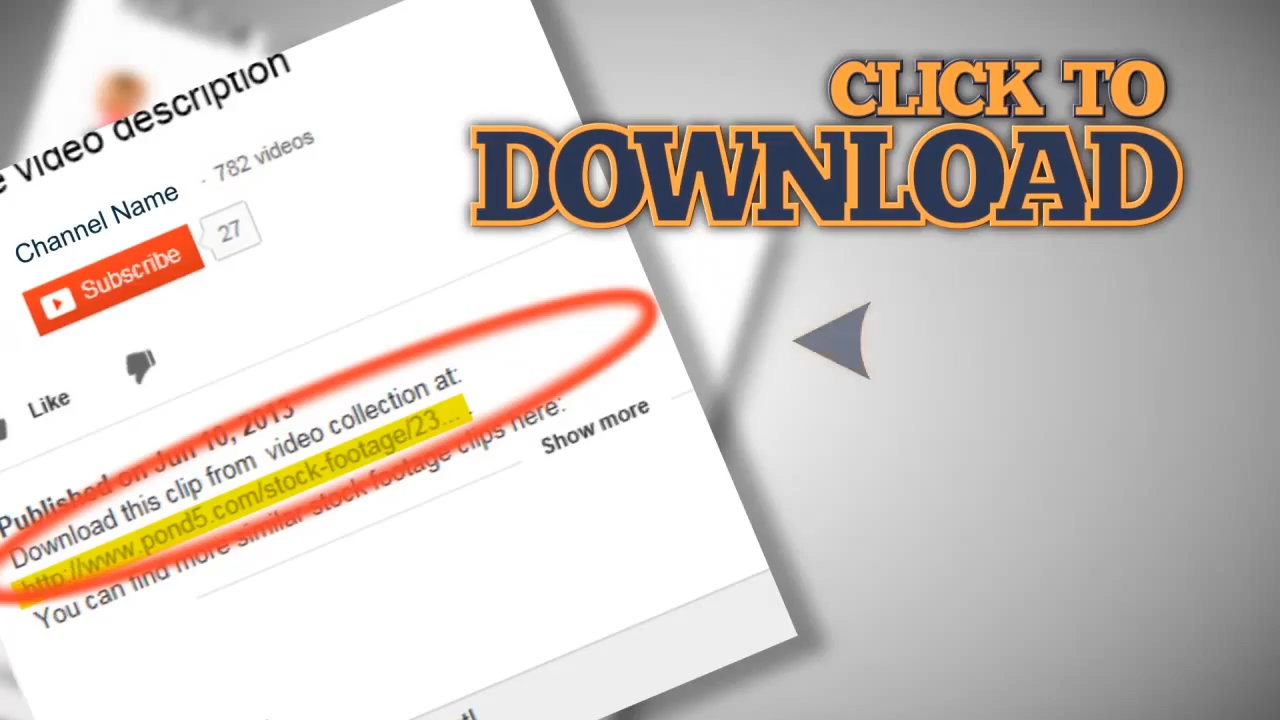 CLICK TO
DOWNLOAD
video description
Channel Name
782 videos
Subscribe
27
Like
Published on Jun 10, 2013
Download this clip from video collection at:
http://www.pond5.com/stock-footage/23...
You can find more similar stock footage clips here:
Show more